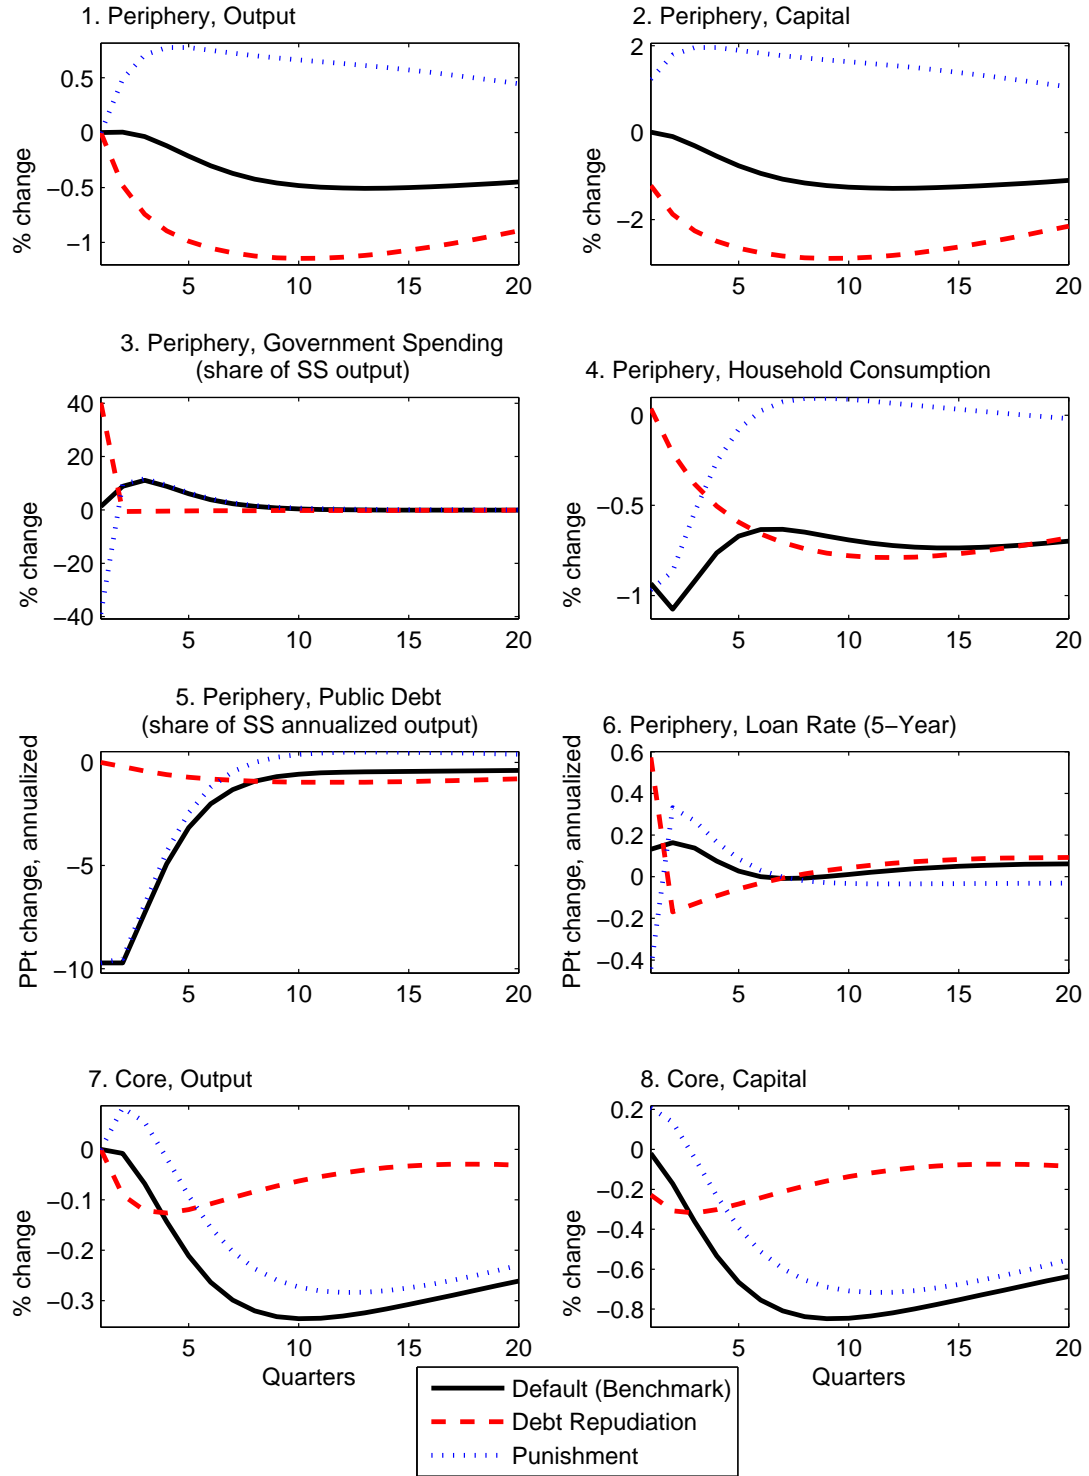 1. Periphery, Output
% change
0.5
0
−0.5
−1
5 10 15 20
2. Periphery, Capital
% change
2
0
−2
5 10 15 20
3. Periphery, Government Spending
(share of SS output)
% change
40
20
0
−20
−40
5 10 15 20
4. Periphery, Household Consumption
% change
0
−0.5
−1
5 10 15 20
5. Periphery, Public Debt
(share of SS annualized output)
PPt change, annualized
0
−5
−10
5 10 15 20
6. Periphery, Loan Rate (5−Year)
PPt change, annualized
0.6
0.4
0.2
0
−0.2
−0.4
5 10 15 20
7. Core, Output
% change
0
−0.1
−0.2
−0.3
5 10 15 20
Quarters
8. Core, Capital
% change
0.2
0
−0.2
−0.4
−0.6
−0.8
5 10 15 20
Quarters
Default (Benchmark)
Debt Repudiation
Punishment